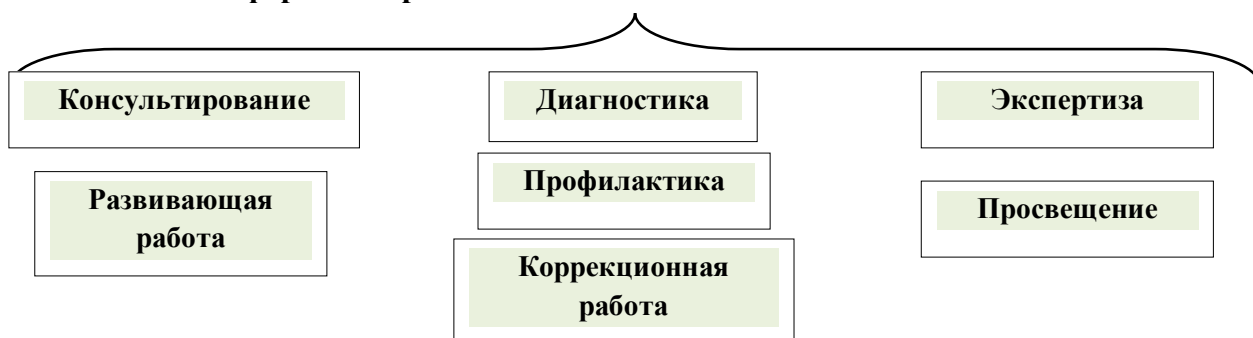 Консультирование
Диагностика
Экспертиза
Развивающая
работа
Профилактика
Просвещение
Коррекционная
работа